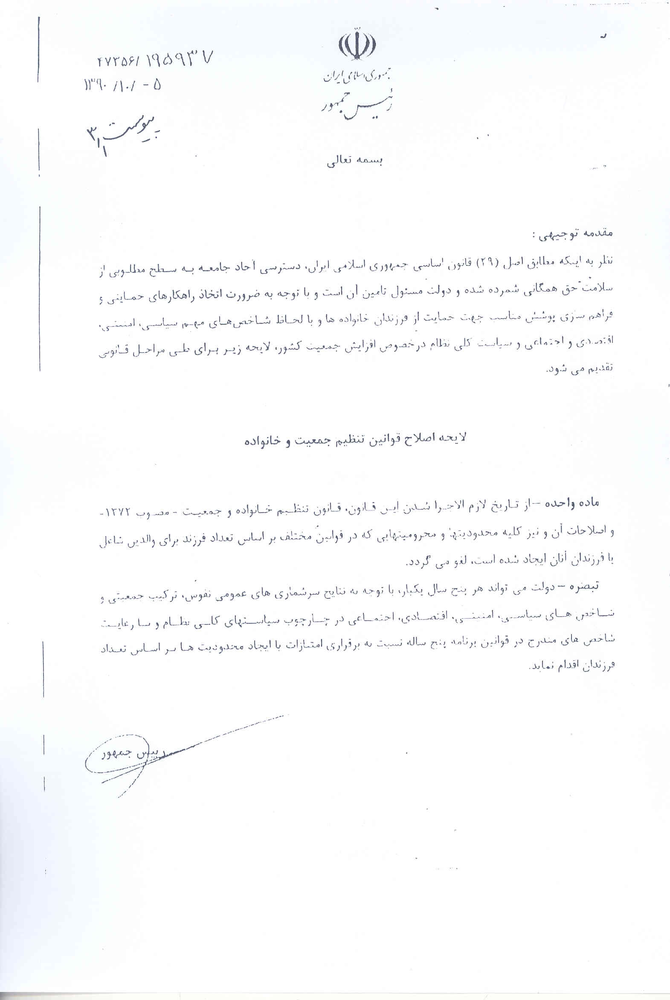 ۴۷۳۵۶/۱۹۵۹۳۷
۱۳۹۰/۱۰/-۵
پیوست
جمهوری اسلامی ایران
رئیس جمهور
بسمه تعالی
مقدمه توجیهی :
نظر به اینکه مطابق اصل (۲۹) قانون اساسی جمهوری اسلامی ایران، دسترسی آحاد جامعه به سطح مطلوبی از
سلامت حق همگانی شمرده شده و دولت مسئول تامین آن است و با توجه به ضرورت اتخاذ راهکارهای حمایتی و
فراهم سزی پوشش مناسب جهت حمایت از فرزندان خانواده ها و با لحاظ شاخص‌های مهم سیاسی، امنیتی،
اقتصادی و اجتماعی و سیاست کلی نظام در خصوص افزایش جمعیت کشور، لایحه زیر برای طی مراحل قانونی
تقدیم می شود.
لایحه اصلاح قوانین تنظیم جمعیت و خانواده
ماده واحده – از تاریخ لازم الاجرا شدن این قانون، قانون تنظیم خانواده و جمعیت - مصوب ۱۳۷۲-
و اصلاحات آن و نیز کلیه محدودیتها و محرومیتهایی که در قوانین مختلف بر اساس تعداد فرزند برای والدین شاغل
یا فرزندان آنان ایجاد شده است، لغو می گردد.
تبصره – دولت می تواند هر پنج سال یکبار، با توجه به نتایج سرشماری های عمومی نفوس، ترکیب جمعیتی و
شاخص های سیاسی، امنیتی، اقتصادی، اجتماعی در چارچوب سیاستهای کلی نظام و با رعایت
شاخص های مندرج در قوانین برنامه پنج ساله نسبت به برقراری امتیازات یا ایجاد محدودیت ها بر اساس تعداد
فرزندان اقدام نماید.
رییس جمهور